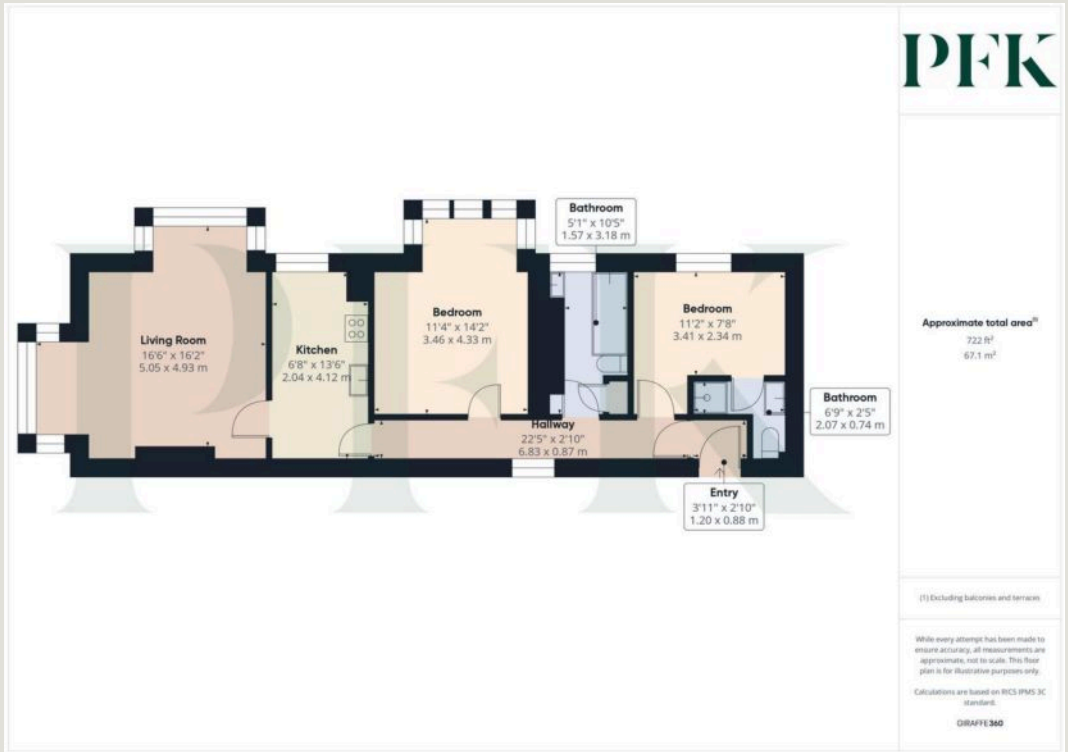 PFK
Bathroom
5'1" x 10'5"
1.57 x 3.18 m
Bedroom
11'4" x 14'2"
3.46 x 4.33 m
Bedroom
11'2" x 7'8"
3.41 x 2.34 m
Living Room
16'6" x 16'2"
5.05 x 4.93 m
Kitchen
6'8" x 13'6"
2.04 x 4.12 m
Bathroom
6'9" x 2'5"
2.07 x 0.74 m
Hallway
22'5" x 2'10"
6.83 x 0.87 m
Entry
3'11" x 2'10"
1.20 x 0.88 m
PFK
Approximate total area(1)
722 ft²
67.1 m²
(1) Excluding balconies and terraces
While every attempt has been made to
ensure accuracy, all measurements are
approximate, not to scale. This floor
plan is for illustrative purposes only.
Calculations are based on RICS IPMS 3C
standard.
GIRAFFE360